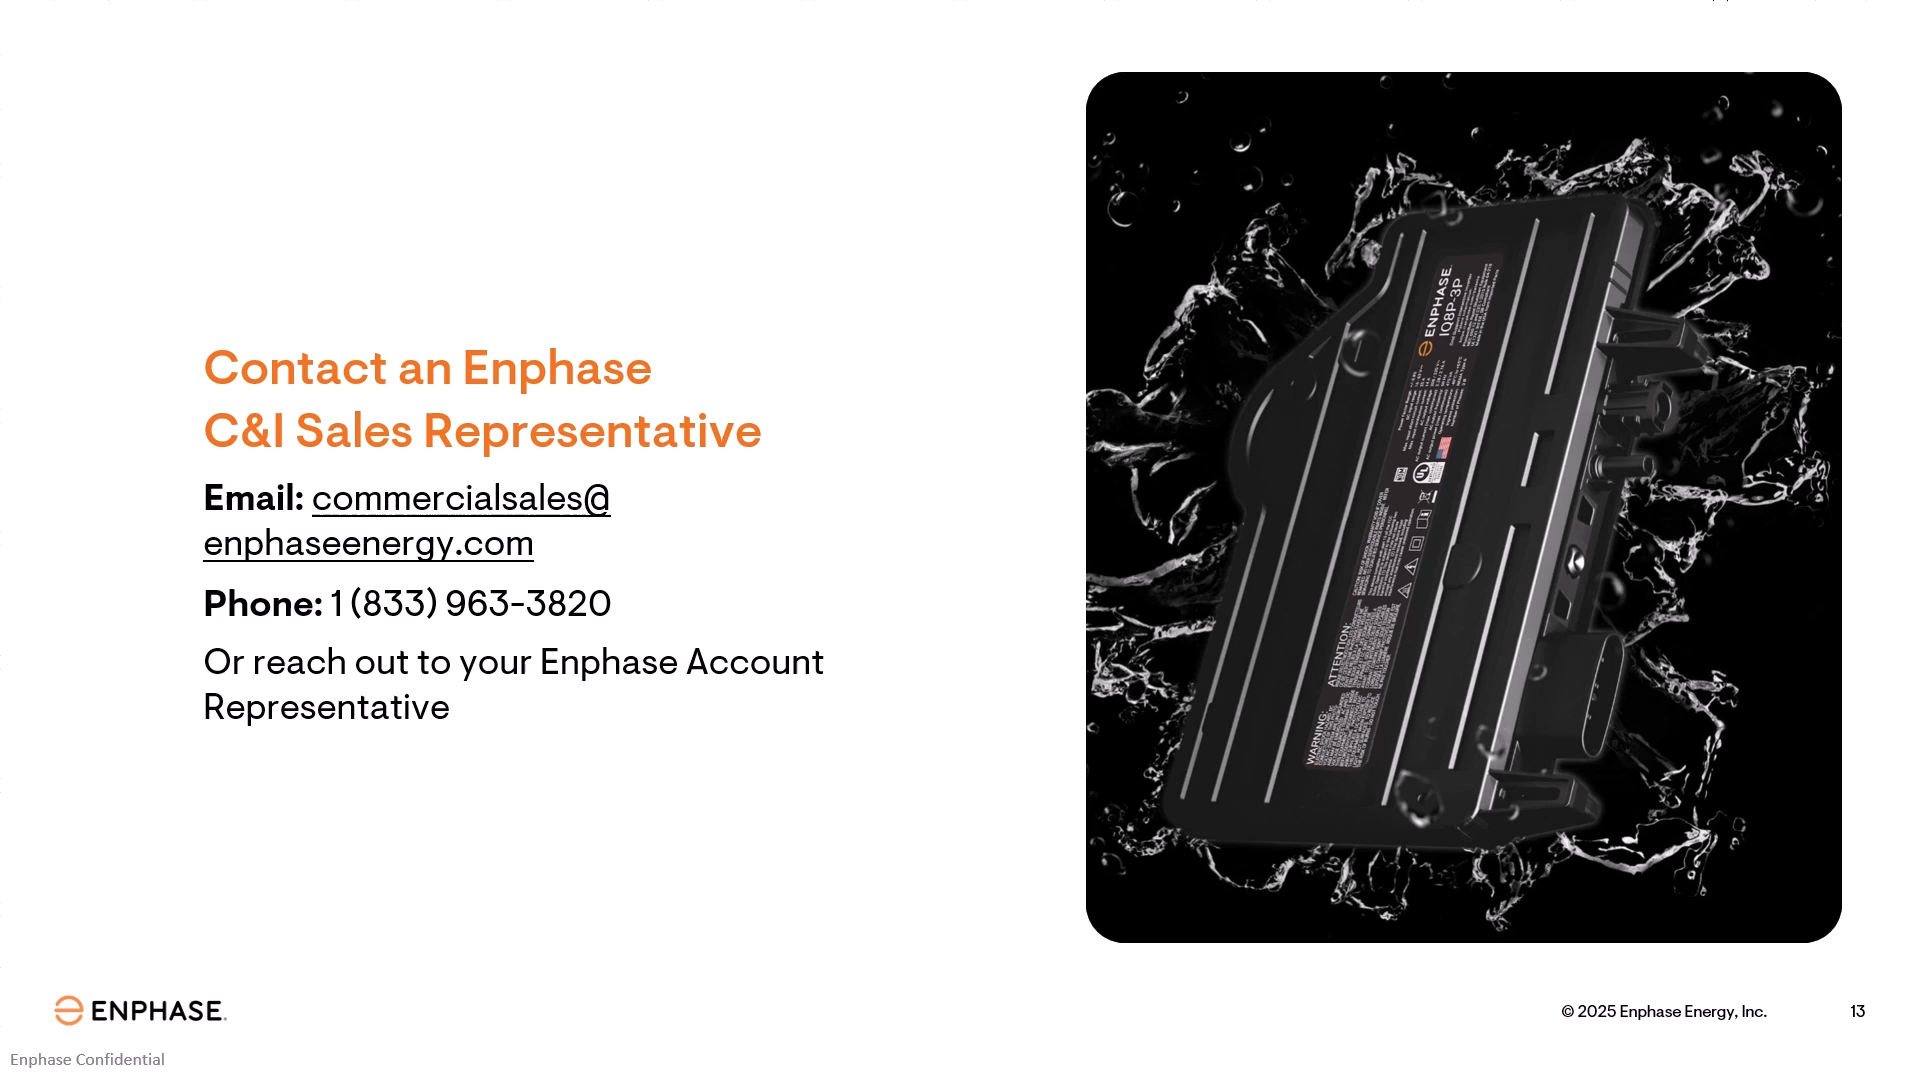 Contact an Enphase
C&I Sales Representative
Email: commercialsales@
enphaseenergy.com
Phone: 1 (833) 963-3820
Or reach out to your Enphase Account
Representative
ENPHASE.
IQ8P-3P
ATTENTION:
WARNING:
ENPHASE.
© 2025 Enphase Energy, Inc.
13
Enphase Confidential